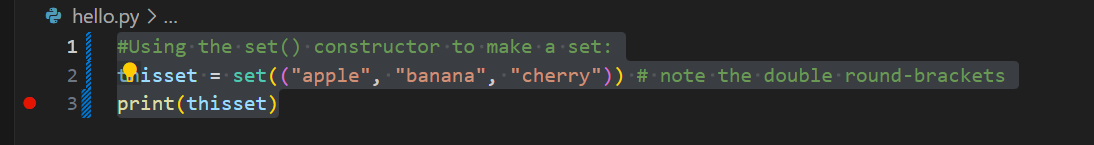 hello.py > ...
1 #Using the set() constructor to make a set:
2 thisset = set(("apple", "banana", "cherry")) # note the double round-brackets
3 print(thisset)